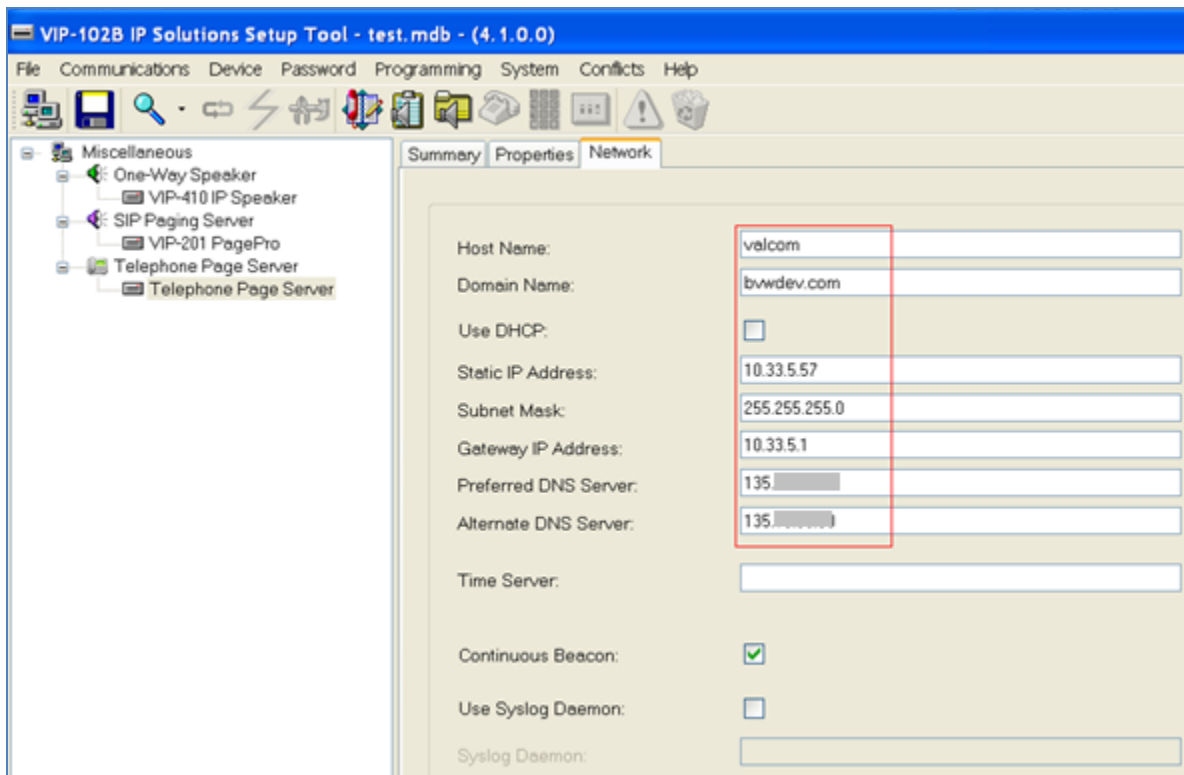 VIP-102B IP Solutions Setup Tool - test.mdb - (4.1.0.0)
File Communications Device Password Programming System Conflicts Help
Miscellaneous
One-Way Speaker
VIP-410 IP Speaker
SIP Paging Server
VIP-201 PagePro
Telephone Page Server
Telephone Page Server
Summary Properties Network
Host Name: valcom
Domain Name: bvwdev.com
Use DHCP:
Static IP Address: 10.33.5.57
Subnet Mask: 255.255.255.0
Gateway IP Address: 10.33.5.1
Preferred DNS Server: 135.
Alternate DNS Server: 135.
Time Server:
Continuous Beacon:
Use Syslog Daemon:
Syslog Daemon: